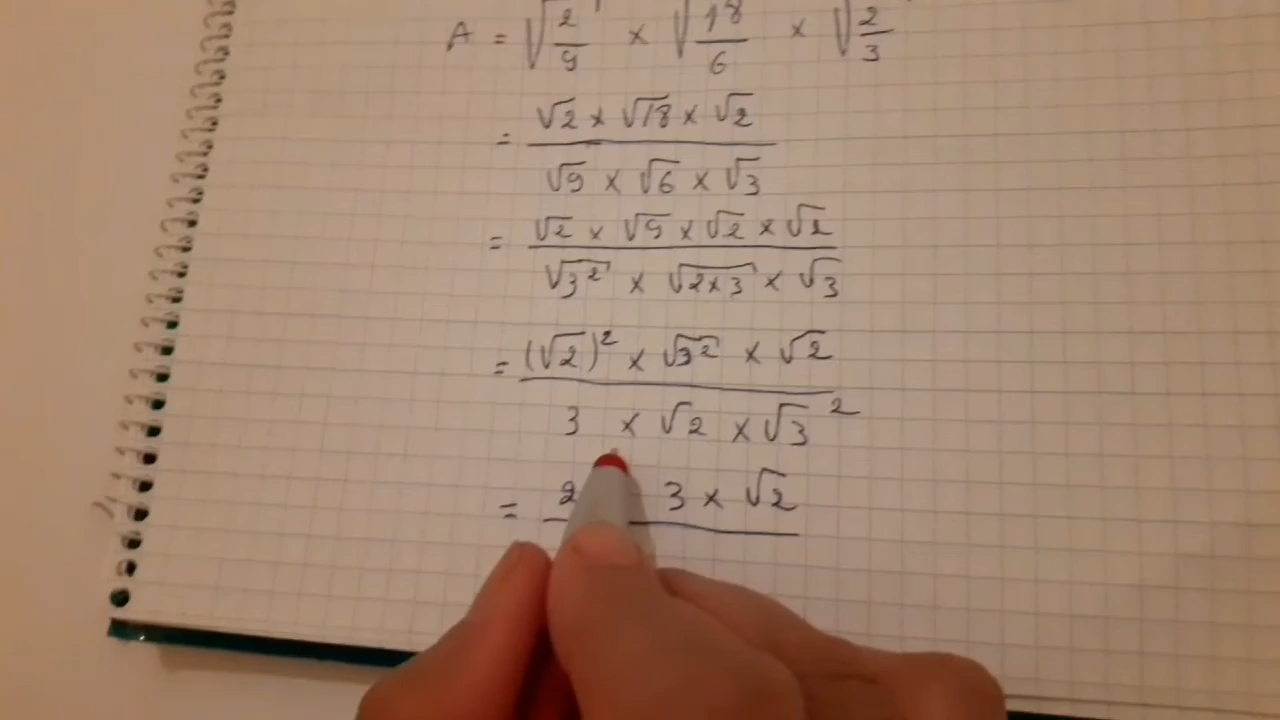 A = √2/9 × √18/6 × √2/3
= √2 × √18 × √2 / √9 × √6 × √3
= √2 × √9 × √2 × √2 / √3² × √2×3 × √3
= (√2)² × √3² × √2 / 3 × √2 × √3²
= 2 3 × √2